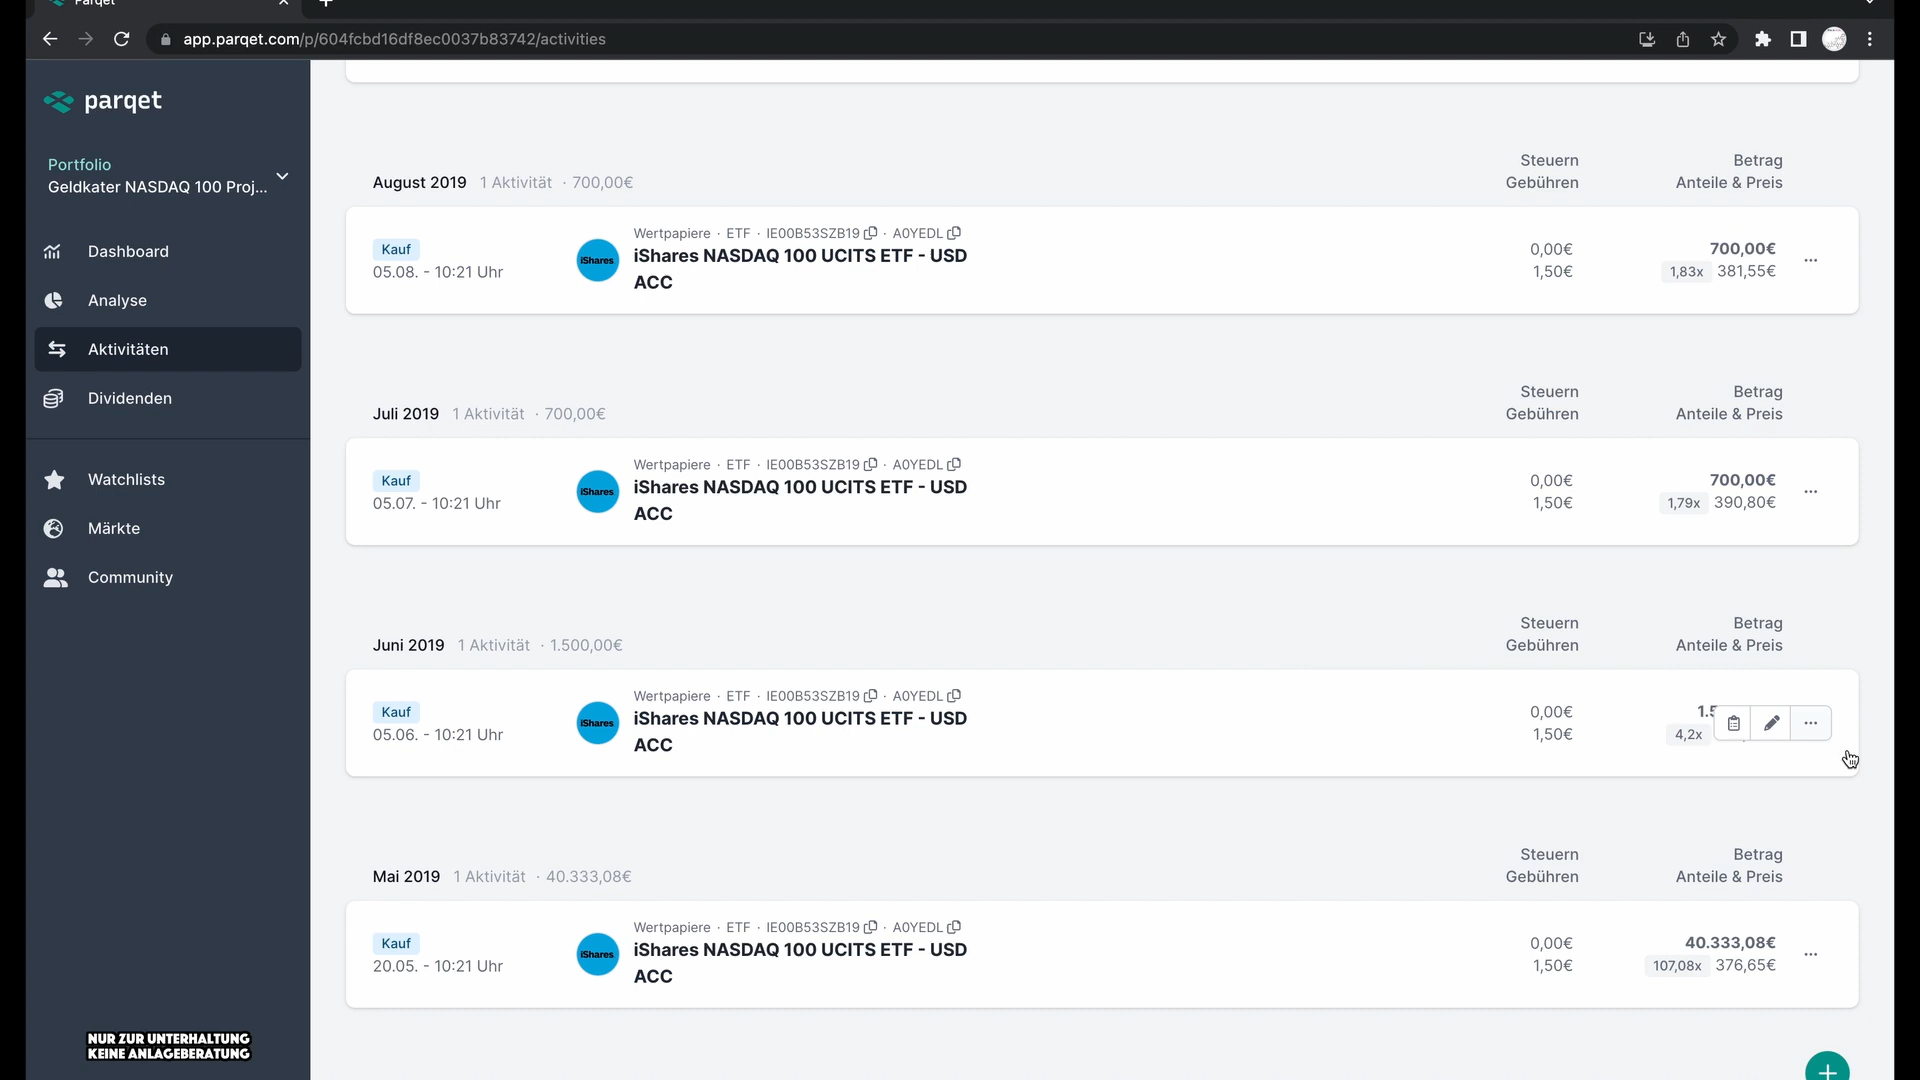 Parqet
app.parqet.com/p/604fcbd16df8ec0037b83742/activities
parqet
Portfolio
Geldkater NASDAQ 100 Proj...
Dashboard
Analyse
Aktivitäten
Dividenden
Watchlists
Märkte
Community
NUR ZUR UNTERHALTUNG
KEINE ANLAGEBERATUNG
August 2019 1 Aktivität · 700,00€
Steuern Betrag
Gebühren Anteile & Preis
Kauf
05.08. - 10:21 Uhr
iShares
Wertpapiere · ETF · IE00B53SZB19 · A0YEDL
iShares NASDAQ 100 UCITS ETF - USD
ACC
0,00€ 700,00€
1,50€ 1,83x 381,55€
Juli 2019 1 Aktivität · 700,00€
Steuern Betrag
Gebühren Anteile & Preis
Kauf
05.07. - 10:21 Uhr
iShares
Wertpapiere · ETF · IE00B53SZB19 · A0YEDL
iShares NASDAQ 100 UCITS ETF - USD
ACC
0,00€ 700,00€
1,50€ 1,79x 390,80€
Juni 2019 1 Aktivität · 1.500,00€
Steuern Betrag
Gebühren Anteile & Preis
Kauf
05.06. - 10:21 Uhr
iShares
Wertpapiere · ETF · IE00B53SZB19 · A0YEDL
iShares NASDAQ 100 UCITS ETF - USD
ACC
0,00€
1,50€ 4,2x
Mai 2019 1 Aktivität · 40.333,08€
Steuern Betrag
Gebühren Anteile & Preis
Kauf
20.05. - 10:21 Uhr
iShares
Wertpapiere · ETF · IE00B53SZB19 · A0YEDL
iShares NASDAQ 100 UCITS ETF - USD
ACC
0,00€ 40.333,08€
1,50€ 107,08x 376,65€